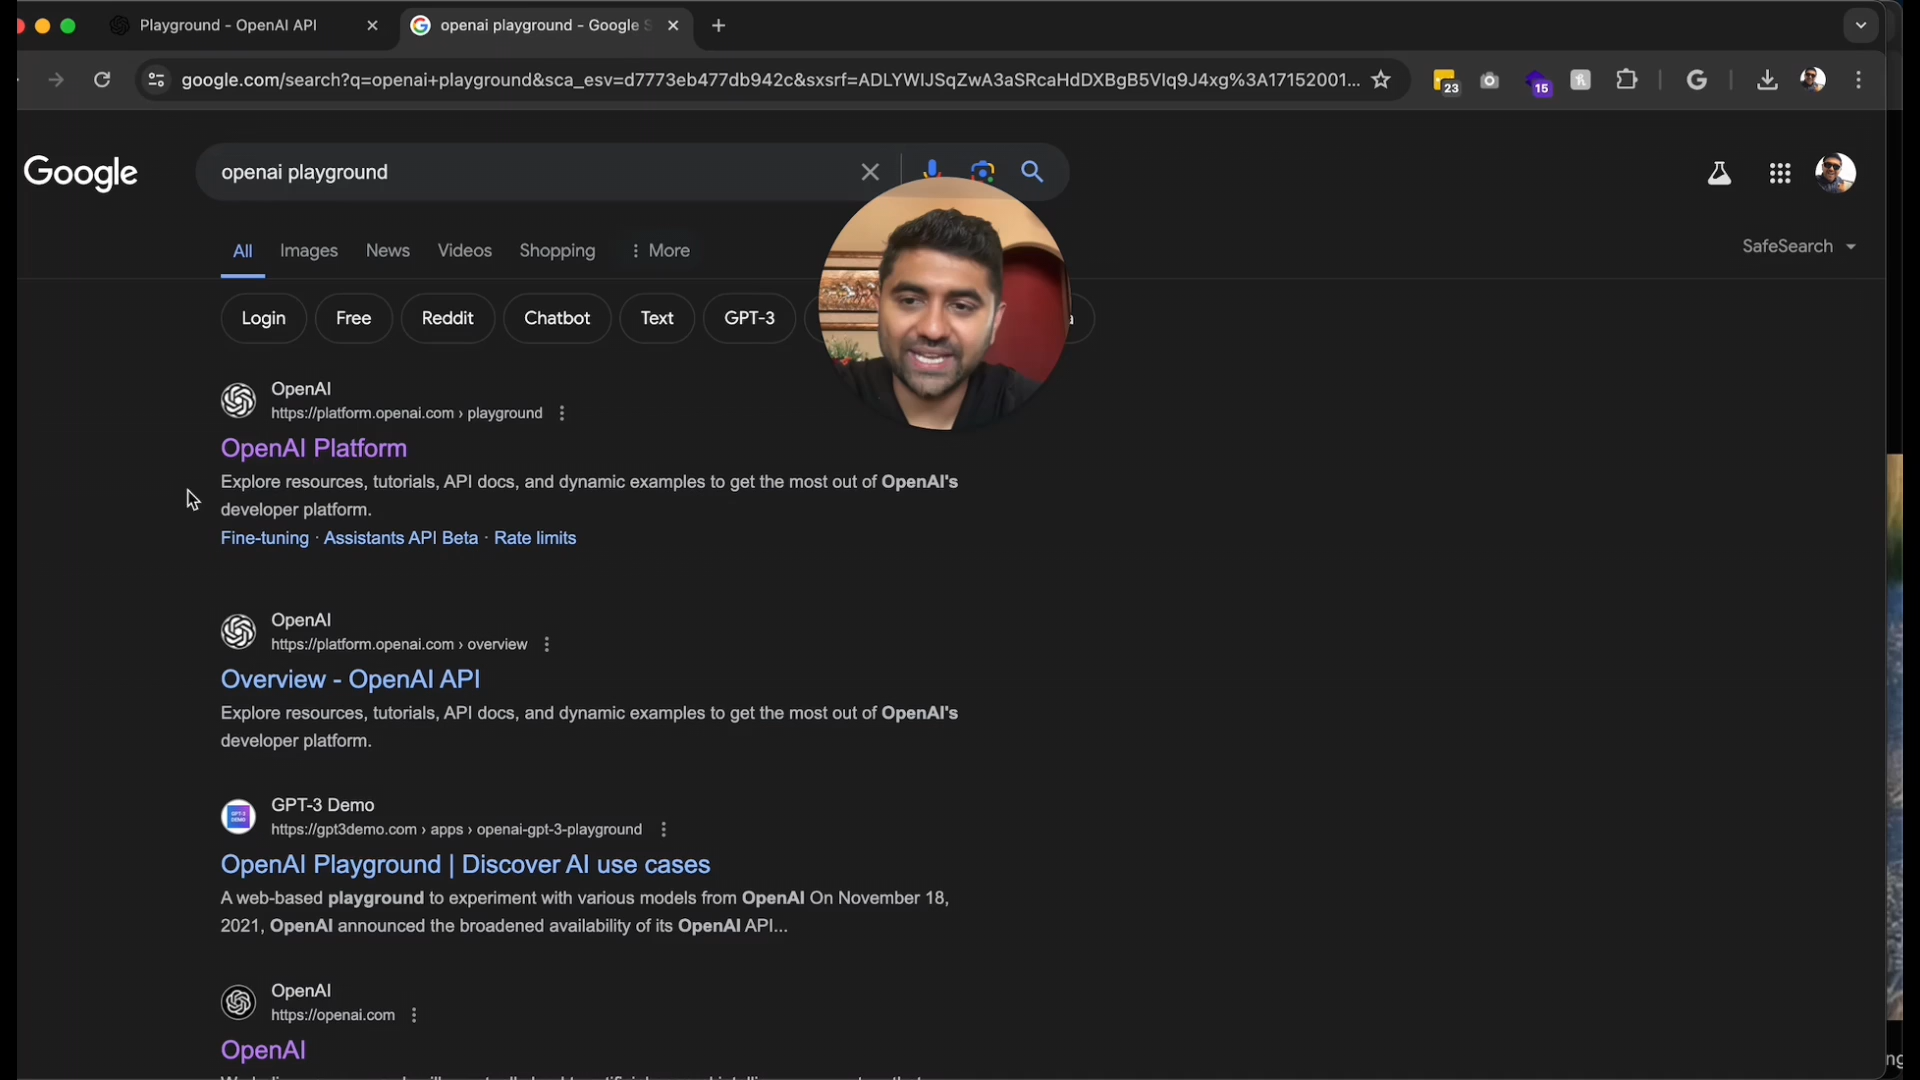 Playground - OpenAI API
openai playground - Google S
google.com/search?q=openai+playground&sca_esv=d7773eb477db942c&sxsrf=ADLYWIJSqZwA3aSRcaHdDXBgB5VIq9J4xg%3A17152001...
23
15
Google
openai playground
All Images News Videos Shopping More
SafeSearch
Login Free Reddit Chatbot Text GPT-3
OpenAI
https://platform.openai.com › playground
OpenAI Platform
Explore resources, tutorials, API docs, and dynamic examples to get the most out of OpenAI's
developer platform.
Fine-tuning · Assistants API Beta · Rate limits
OpenAI
https://platform.openai.com › overview
Overview - OpenAI API
Explore resources, tutorials, API docs, and dynamic examples to get the most out of OpenAI's
developer platform.
GPT-3 Demo
https://gpt3demo.com › apps › openai-gpt-3-playground
OpenAI Playground | Discover AI use cases
A web-based playground to experiment with various models from OpenAI On November 18,
2021, OpenAI announced the broadened availability of its OpenAI API...
OpenAI
https://openai.com
OpenAI